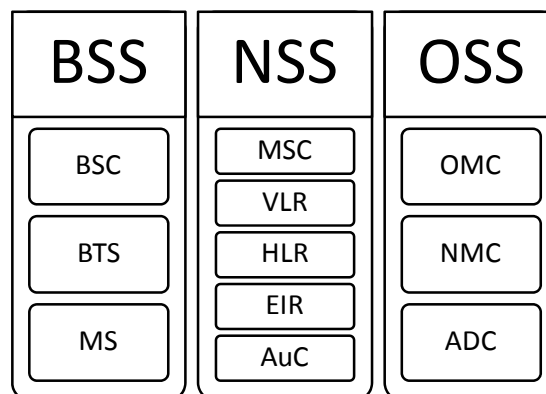 BSS
BSC
BTS
MS
NSS
MSC
VLR
HLR
EIR
AuC
OSS
OMC
NMC
ADC